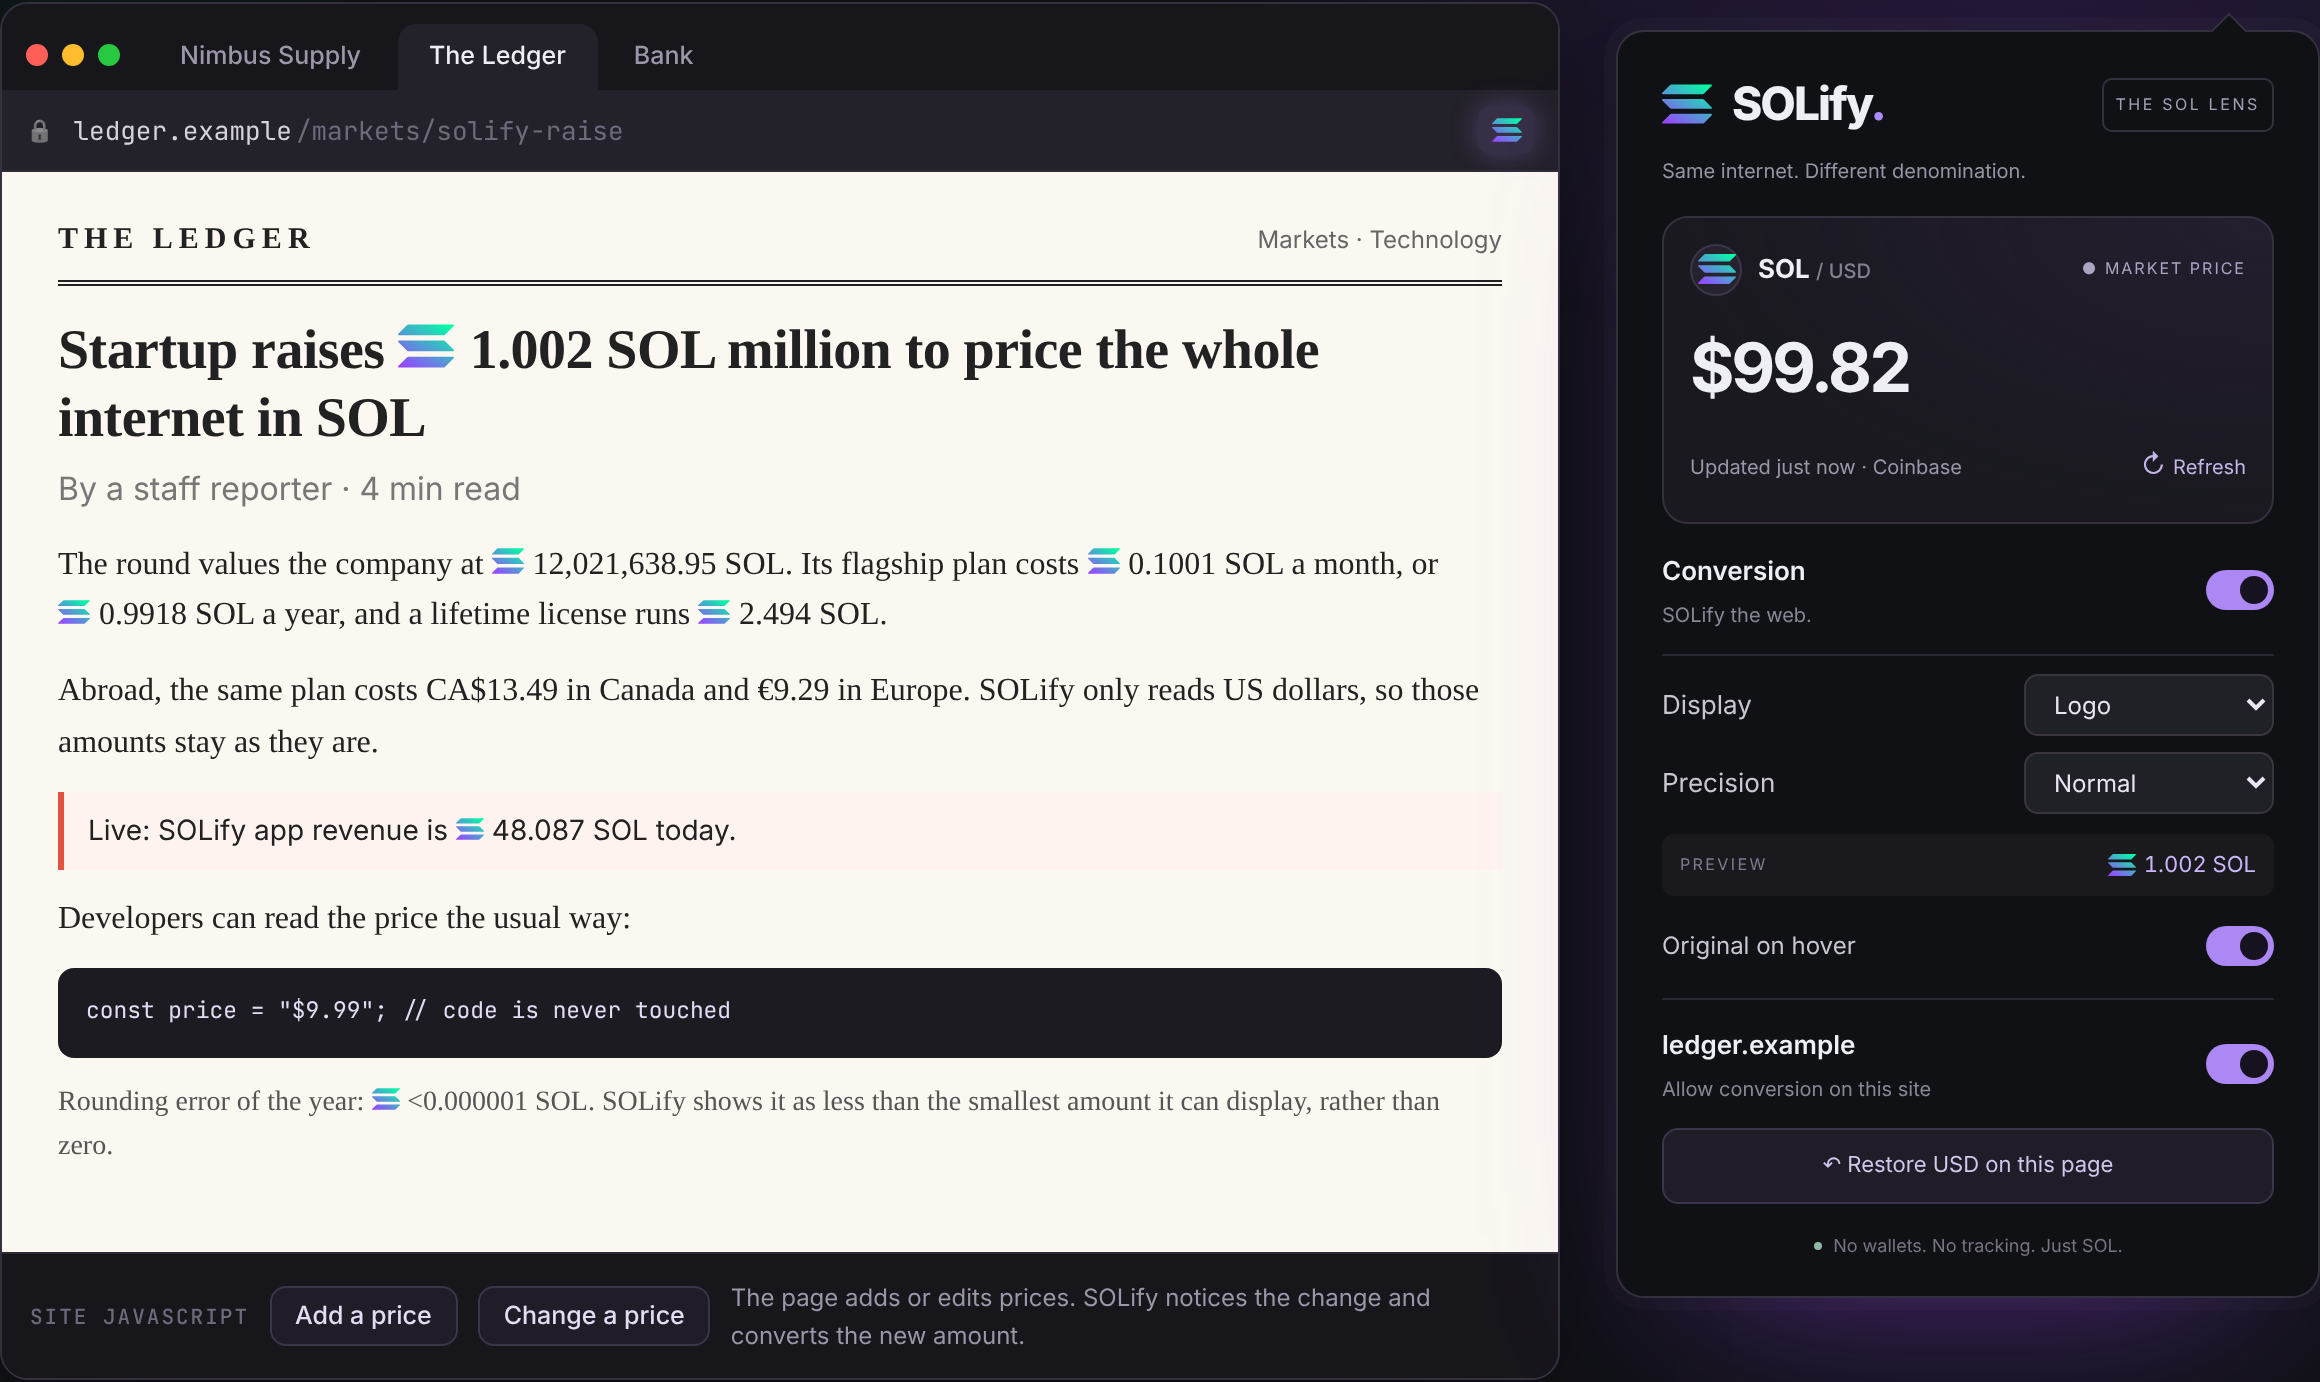 Nimbus Supply
The Ledger
Bank
ledger.example/markets/solify-raise
THE LEDGER
Markets · Technology
Startup raises 1.002 SOL million to price the whole
internet in SOL
By a staff reporter · 4 min read
The round values the company at 12,021,638.95 SOL. Its flagship plan costs 0.1001 SOL a month, or
0.9918 SOL a year, and a lifetime license runs 2.494 SOL.
Abroad, the same plan costs CA$13.49 in Canada and €9.29 in Europe. SOLify only reads US dollars, so those
amounts stay as they are.
Live: SOLify app revenue is 48.087 SOL today.
Developers can read the price the usual way:
const price = "$9.99"; // code is never touched
Rounding error of the year: <0.000001 SOL. SOLify shows it as less than the smallest amount it can display, rather than
zero.
SITE JAVASCRIPT
Add a price
Change a price
The page adds or edits prices. SOLify notices the change and
converts the new amount.
SOLify.
THE SOL LENS
Same internet. Different denomination.
SOL / USD
MARKET PRICE
$99.82
Updated just now · Coinbase
Refresh
Conversion
SOLify the web.
Display
Logo
Precision
Normal
PREVIEW
1.002 SOL
Original on hover
ledger.example
Allow conversion on this site
↶ Restore USD on this page
No wallets. No tracking. Just SOL.